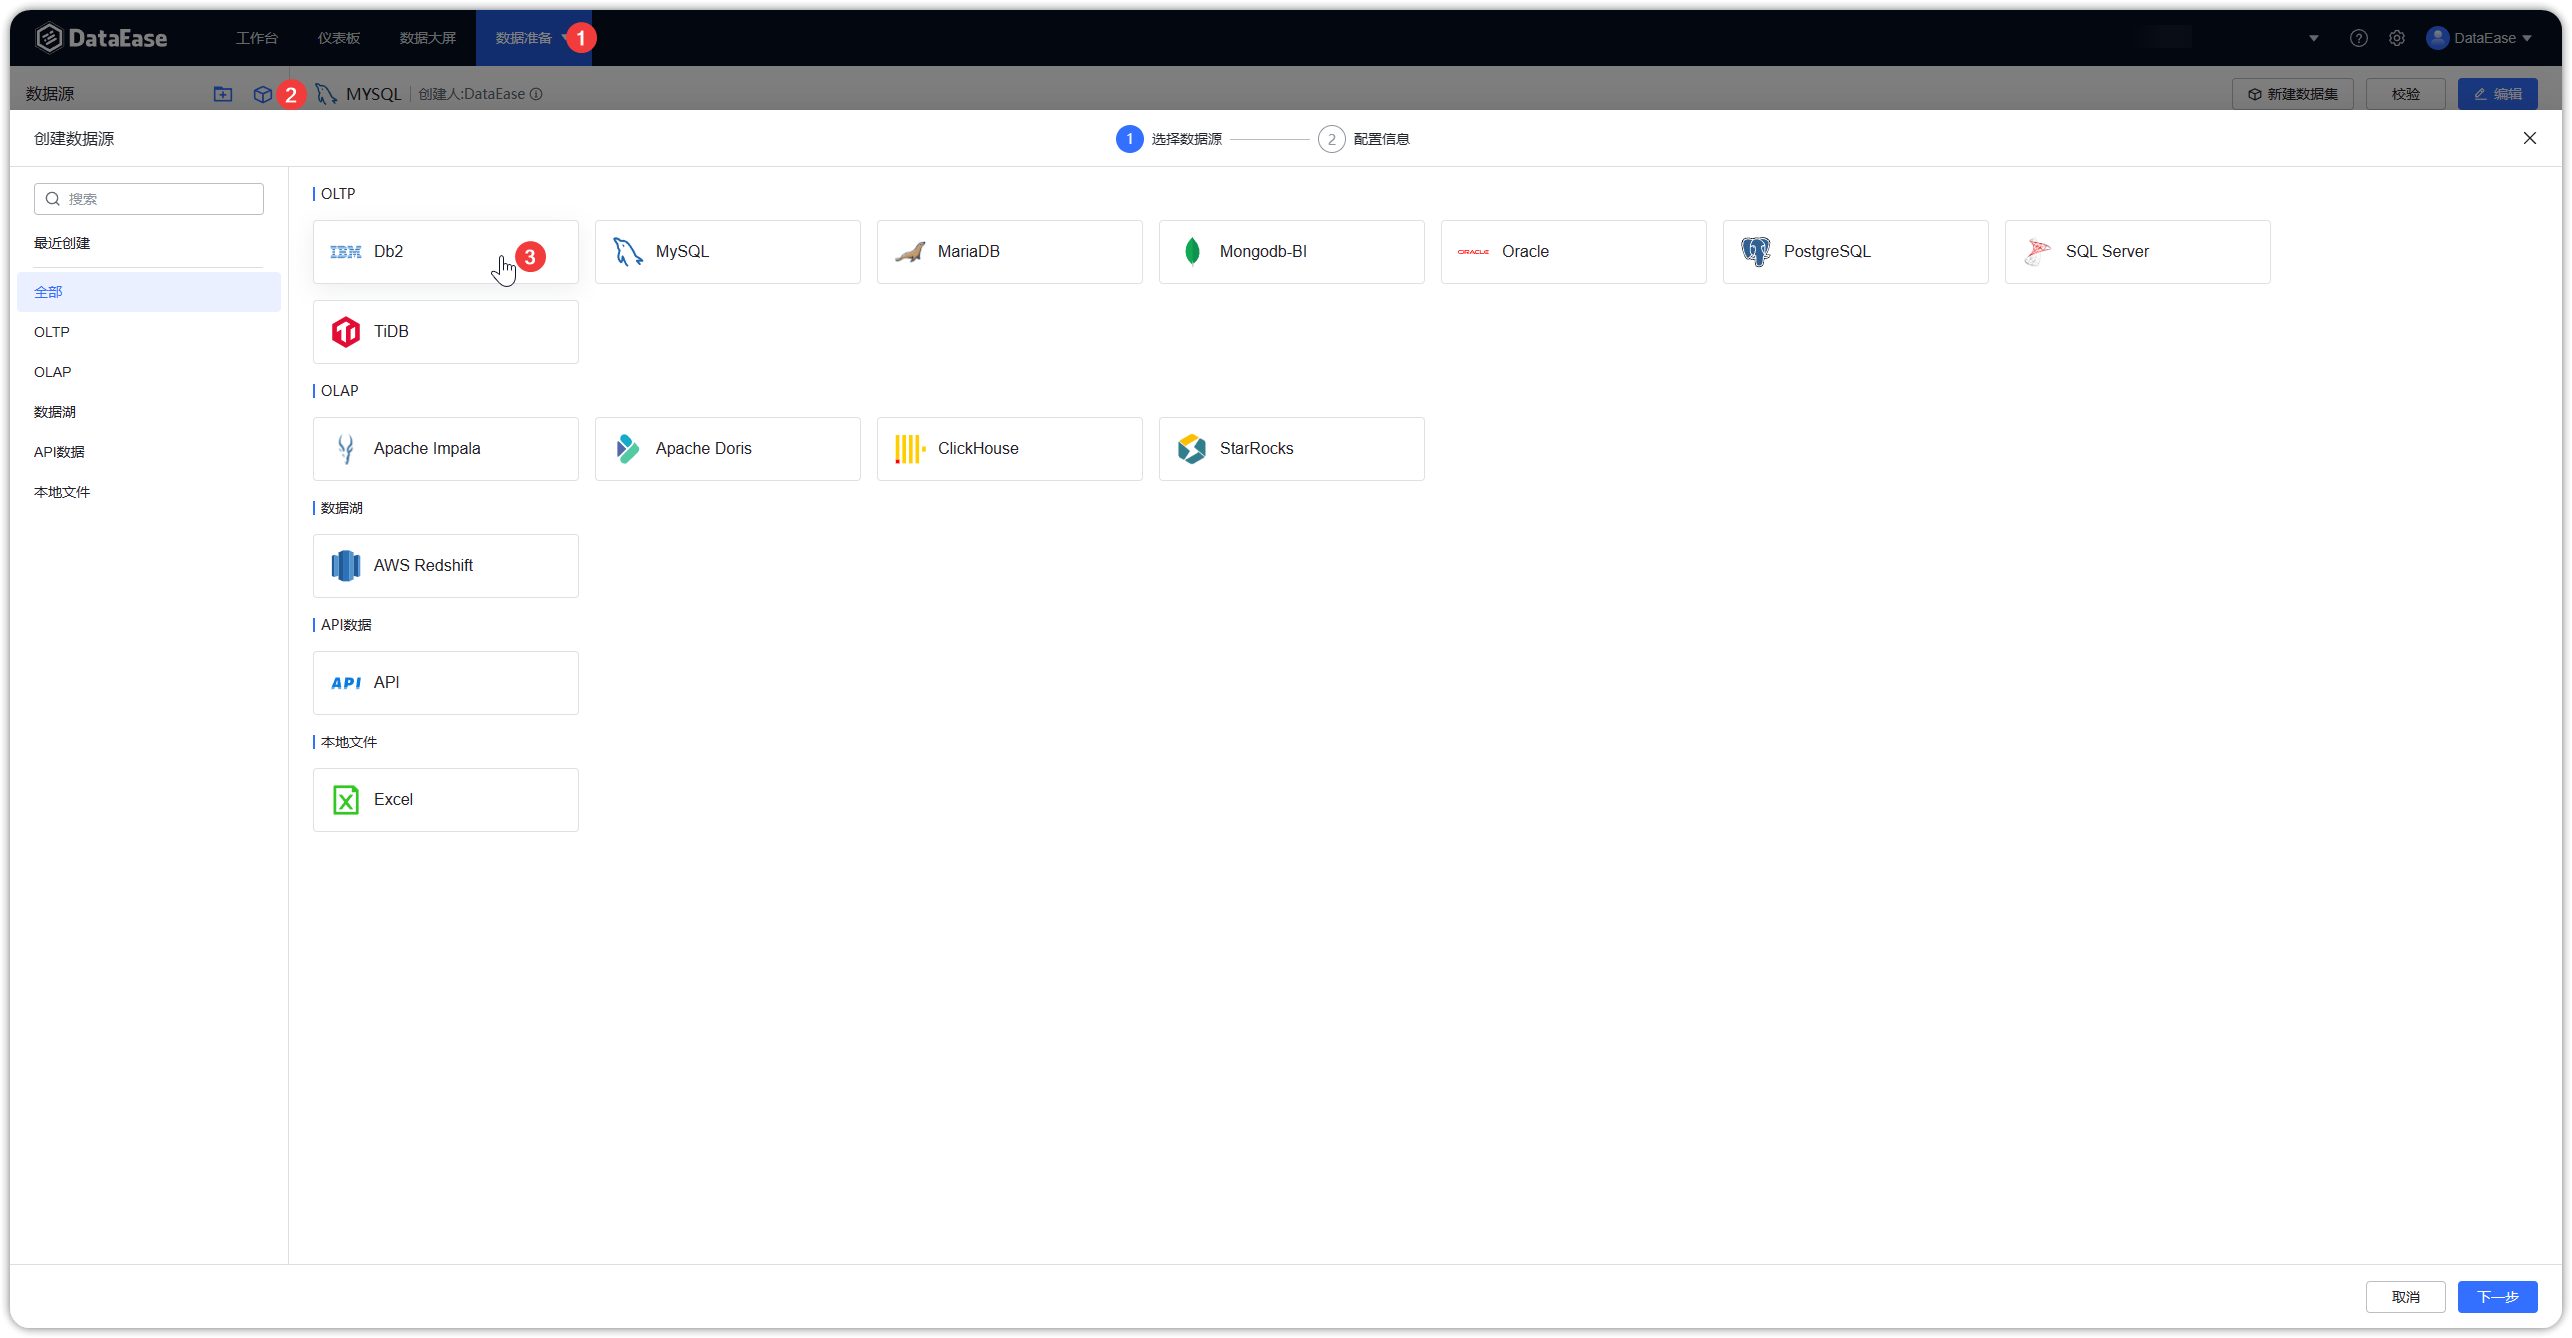 DataEase 工作台 仪表板 数据大屏 数据准备 1 DataEase
数据源 2 MYSQL 创建人:DataEase 新建数据集 校验 编辑
创建数据源 1 选择数据源 2 配置信息
搜索
最近创建
全部
OLTP
OLAP
数据湖
API数据
本地文件
OLTP
IBM Db2 3 MySQL MariaDB Mongodb-BI ORACLE Oracle PostgreSQL SQL Server
TiDB
OLAP
Apache Impala Apache Doris ClickHouse StarRocks
数据湖
AWS Redshift
API数据
API API
本地文件
Excel
取消 下一步